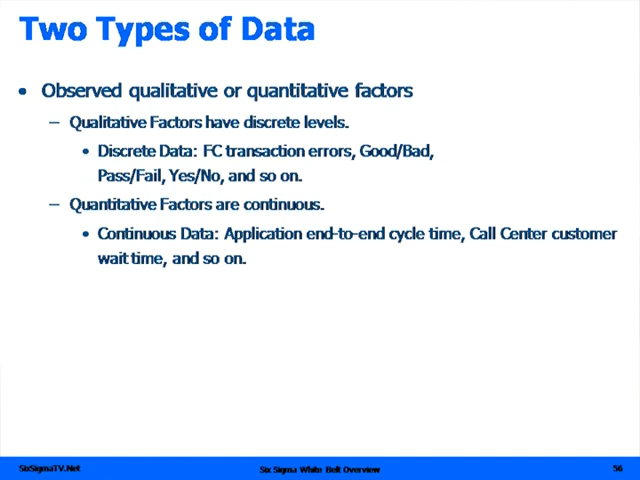 Two Types of Data
• Observed qualitative or quantitative factors
– Qualitative Factors have discrete levels.
• Discrete Data: FC transaction errors, Good/Bad,
Pass/Fail, Yes/No, and so on.
– Quantitative Factors are continuous.
• Continuous Data: Application end-to-end cycle time, Call Center customer
wait time, and so on.
SixSigmaTV.Net
Six Sigma White Belt Overview
56